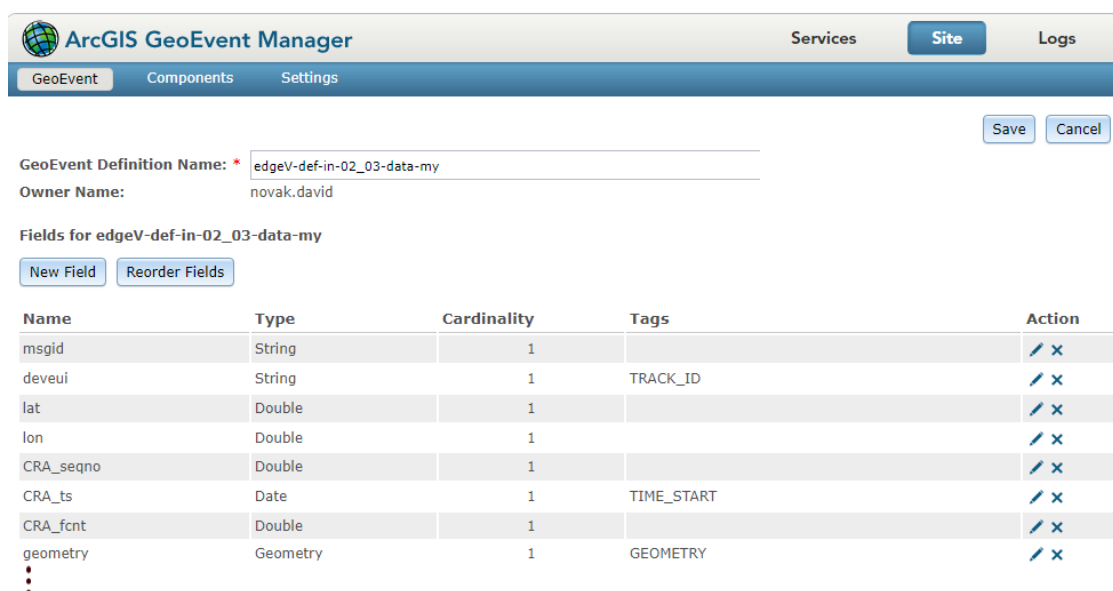 ArcGIS GeoEvent Manager Services Site Logs
GeoEvent Components Settings
Save Cancel
GeoEvent Definition Name: * edgeV-def-in-02_03-data-my
Owner Name: novak.david
Fields for edgeV-def-in-02_03-data-my
New Field Reorder Fields
Name Type Cardinality Tags Action
msgid String 1
deveui String 1 TRACK_ID
lat Double 1
lon Double 1
CRA_seqno Double 1
CRA_ts Date 1 TIME_START
CRA_fcnt Double 1
geometry Geometry 1 GEOMETRY